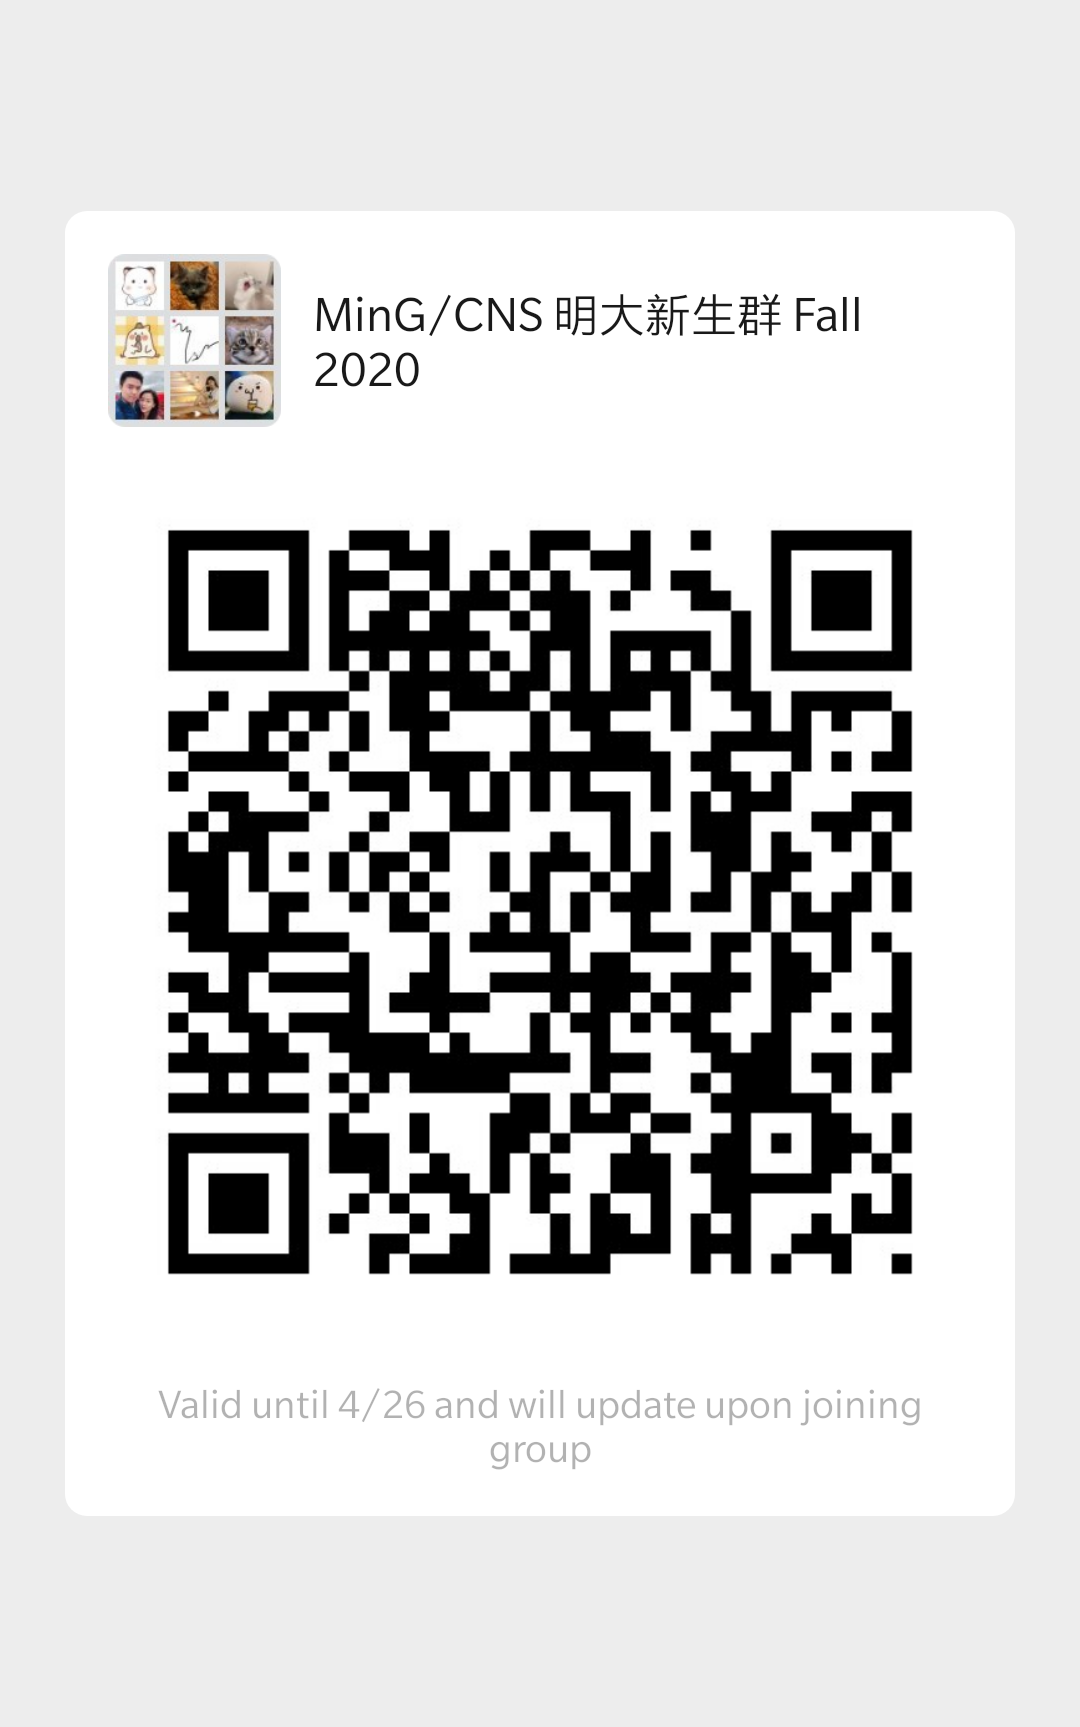 MinG/CNS 明大新生群 Fall
2020
Valid until 4/26 and will update upon joining
group